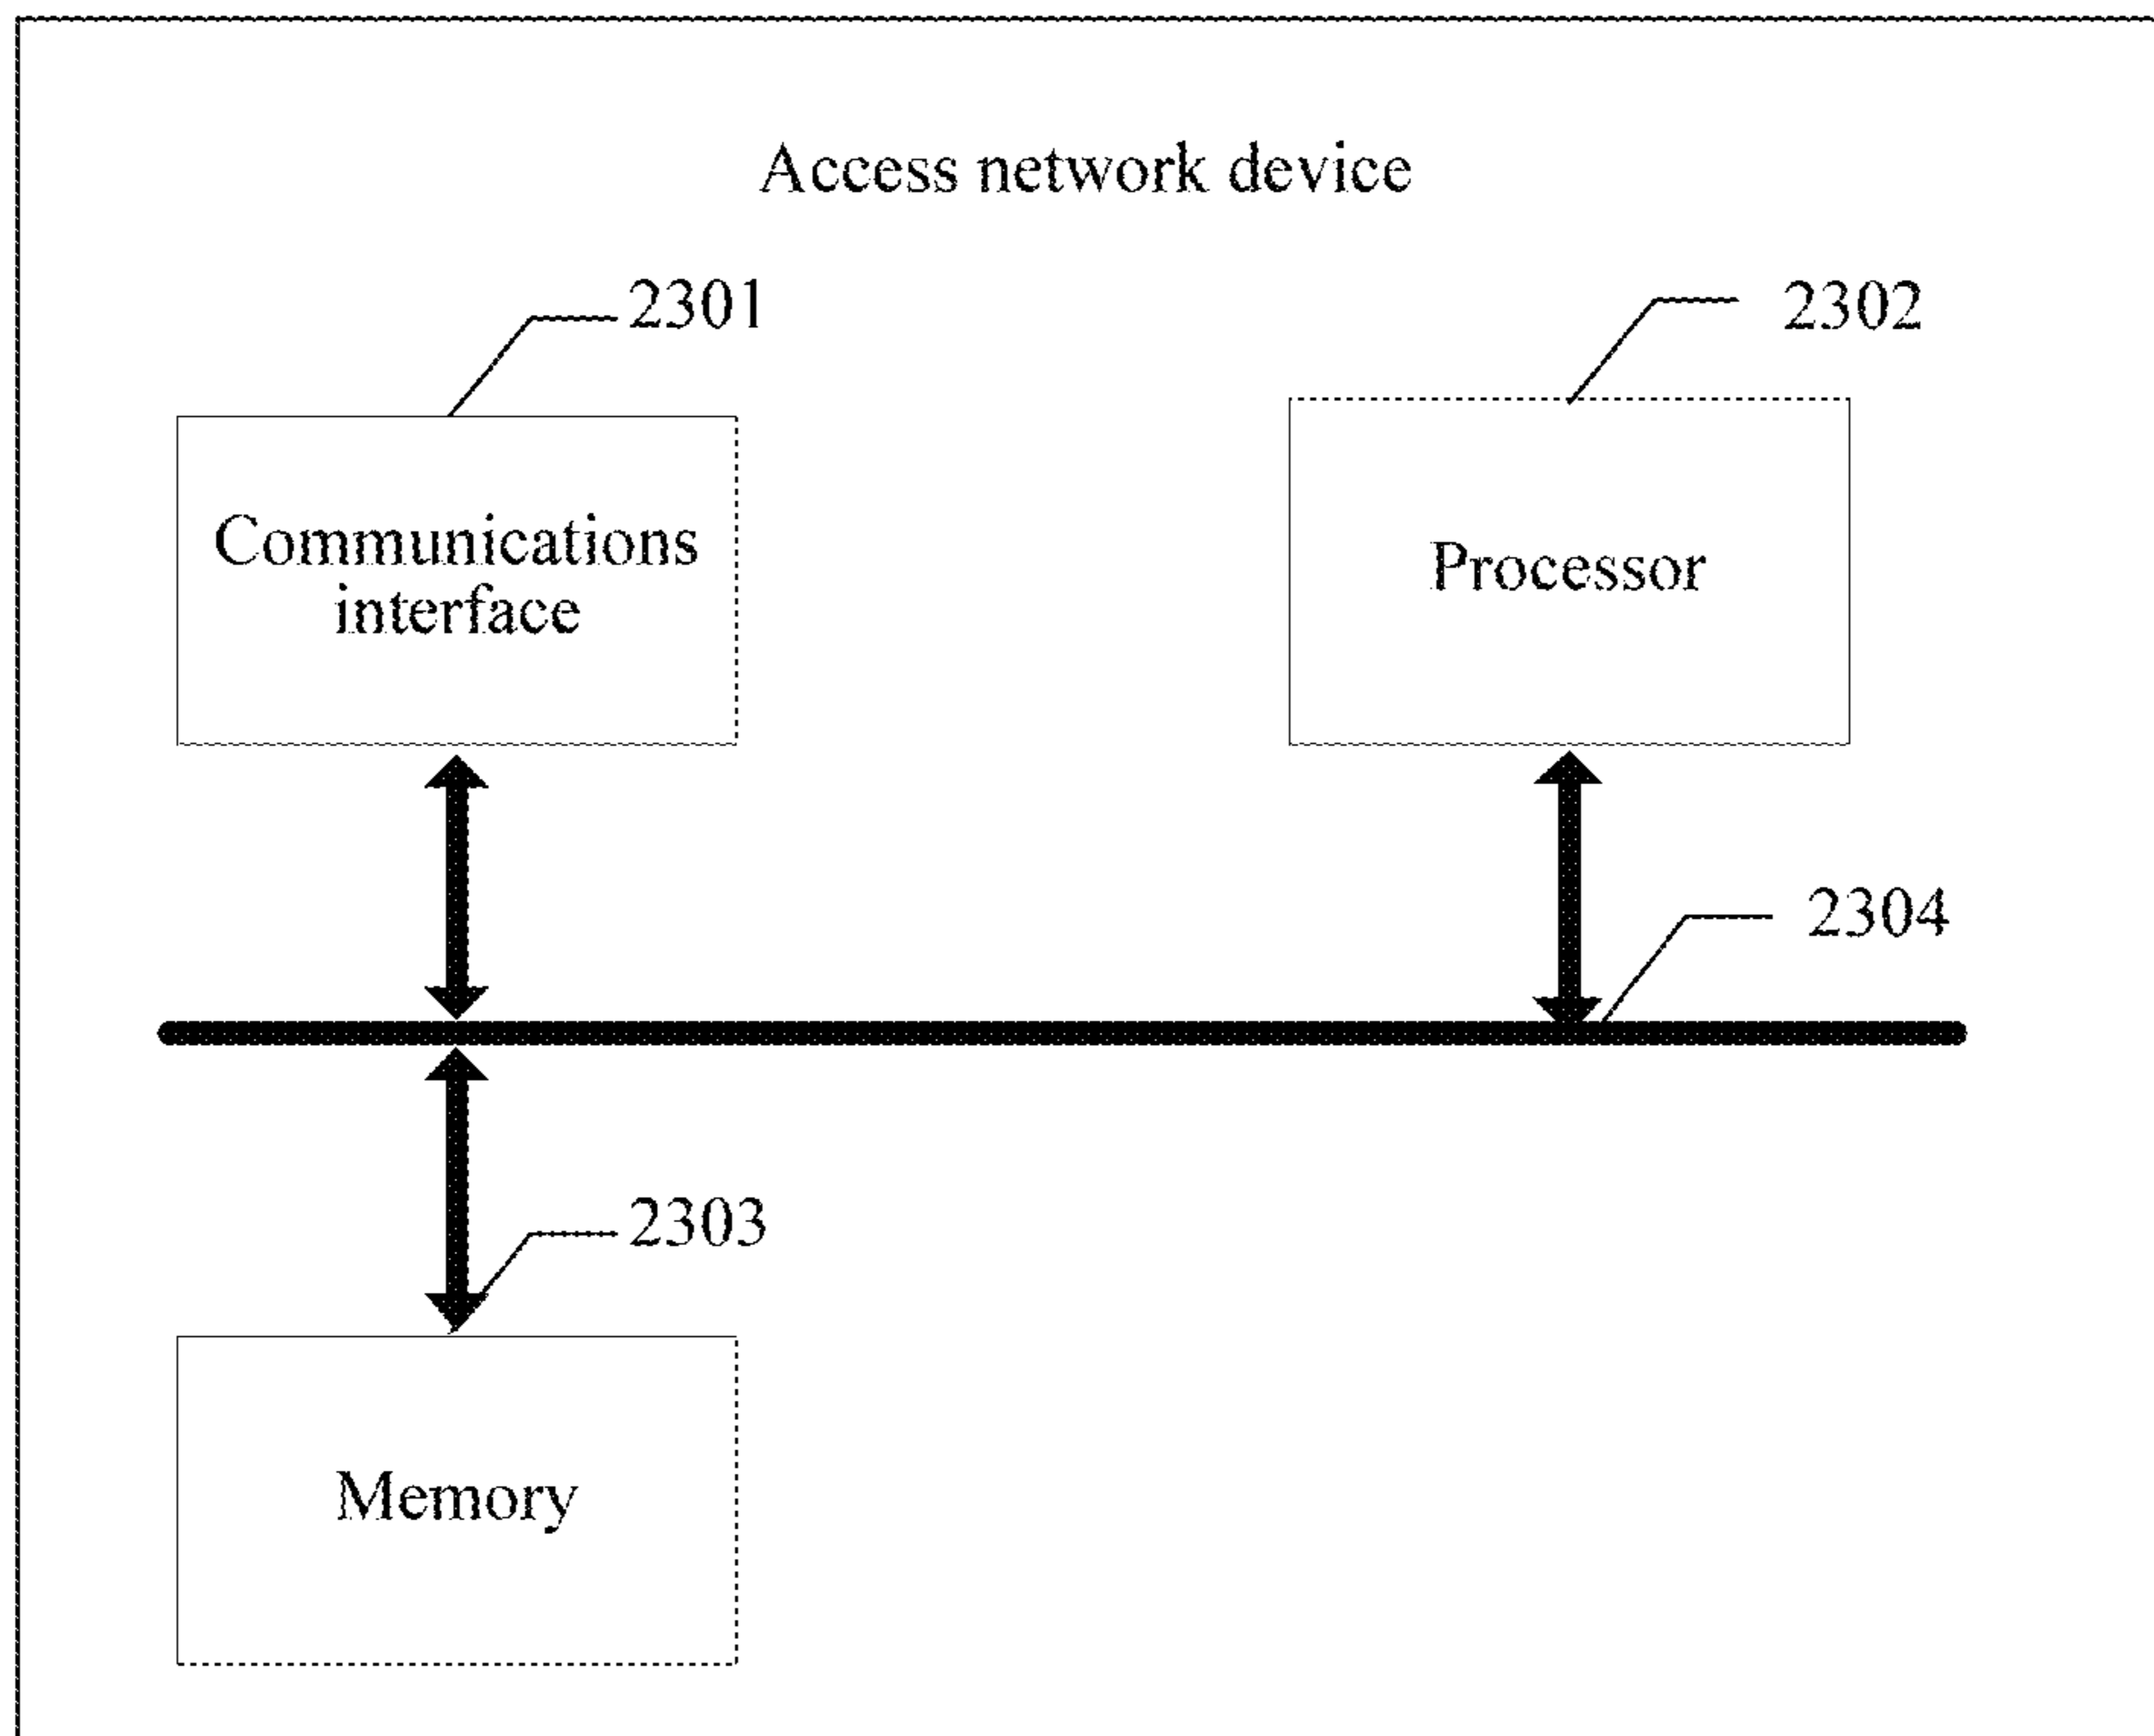 Access network device
2301
2302
Communications
interface
Processor
2304
2303
Memory